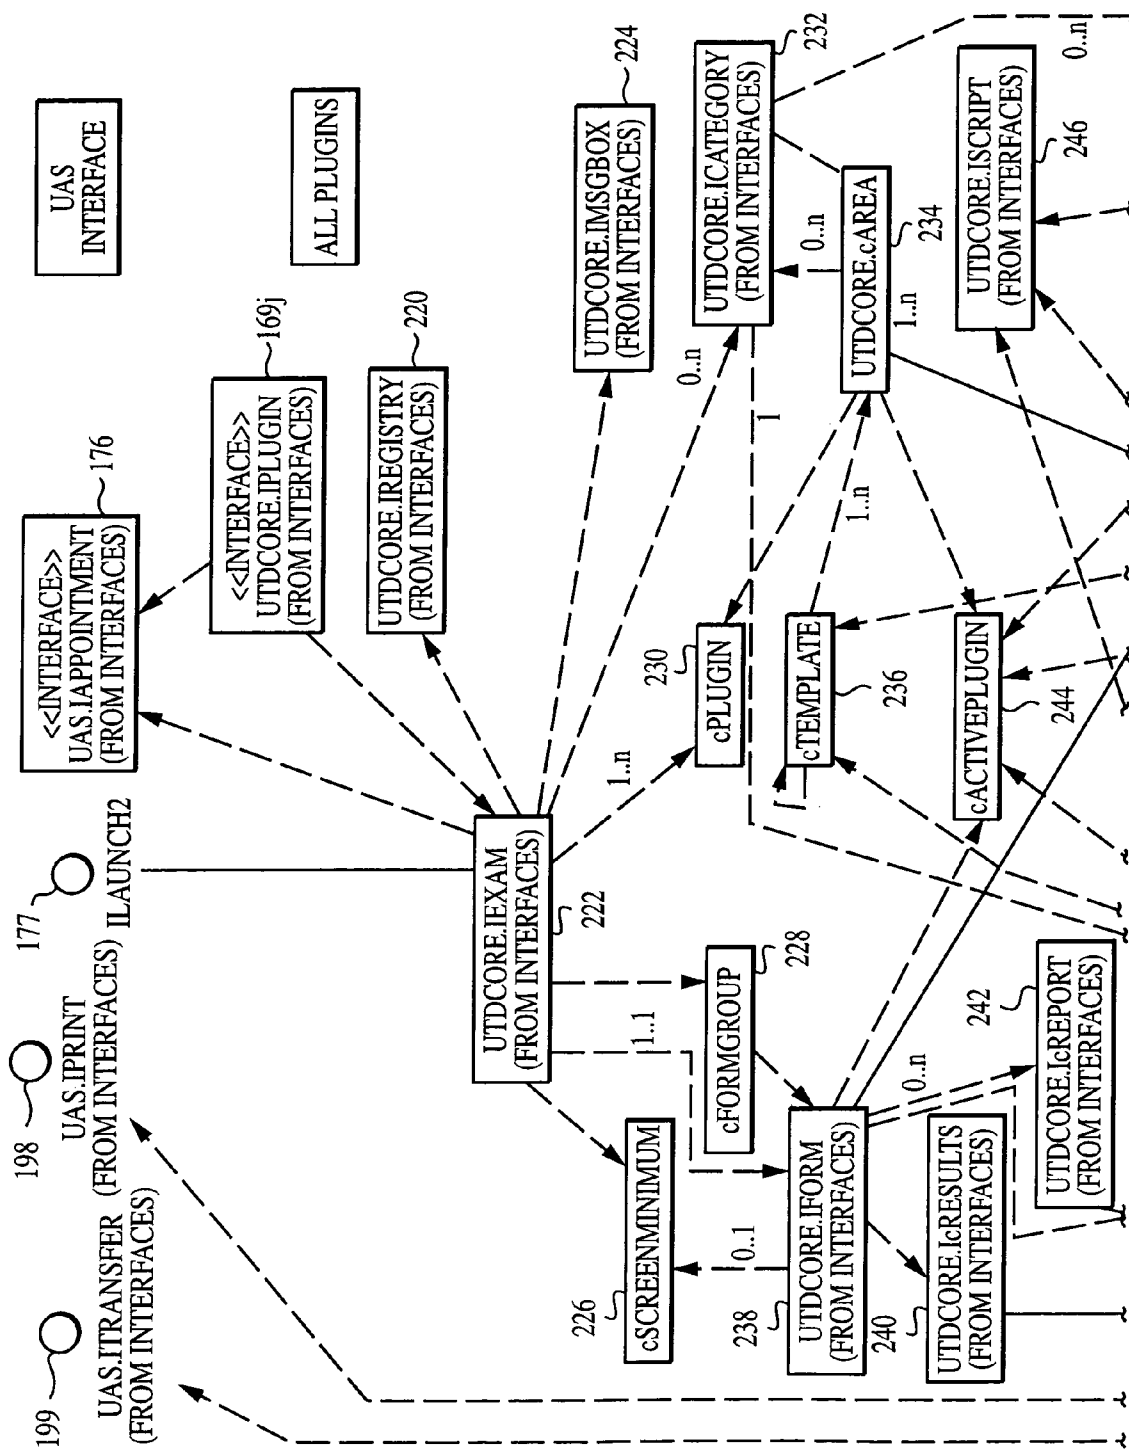 199
UAS.ITRANSFER
(FROM INTERFACES)
198
UAS.IPRINT
(FROM INTERFACES)
177
ILAUNCH2
<<INTERFACE>>
UAS.IAPPOINTMENT
(FROM INTERFACES)
176
UAS
INTERFACE
<<INTERFACE>>
UTDCORE.IPLUGIN
(FROM INTERFACES)
169j
ALL PLUGINS
UTDCORE.IREGISTRY
(FROM INTERFACES)
220
UTDCORE.IEXAM
(FROM INTERFACES)
222
UTDCORE.IMSGBOX
(FROM INTERFACES)
224
226
cSCREENMINIMUM
1..1
cFORMGROUP
228
1..n
230
cPLUGIN
0..n
UTDCORE.ICATEGORY
(FROM INTERFACES)
232
0..1
1
0..n
238
UTDCORE.IFORM
(FROM INTERFACES)
cTEMPLATE
236
1..n
UTDCORE.cAREA
234
1..n
0..n
240
UTDCORE.IcRESULTS
(FROM INTERFACES)
0..n
242
UTDCORE.IcREPORT
(FROM INTERFACES)
cACTIVEPLUGIN
244
UTDCORE.ISCRIPT
(FROM INTERFACES)
246